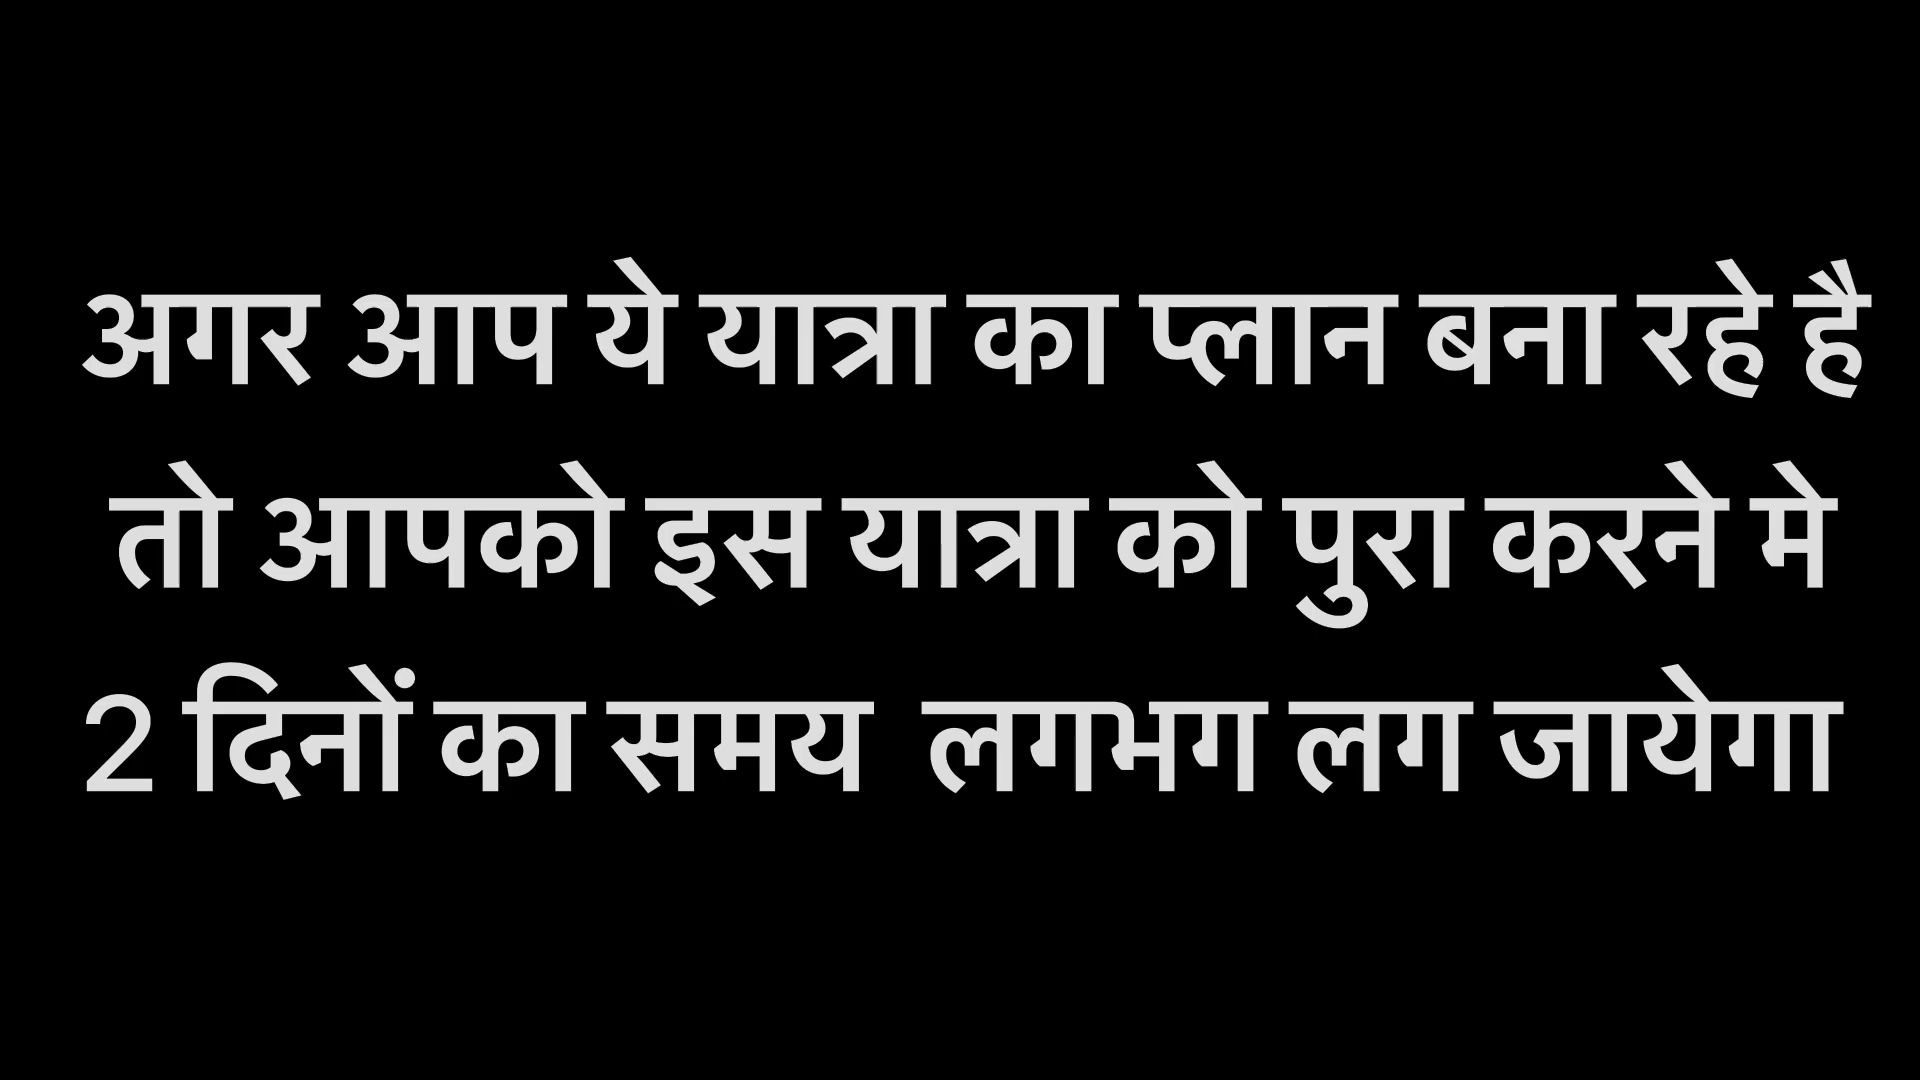 अगर आप ये यात्रा का प्लान बना रहे है
तो आपको इस यात्रा को पुरा करने मे
2 दिनों का समय  लगभग लग जायेगा